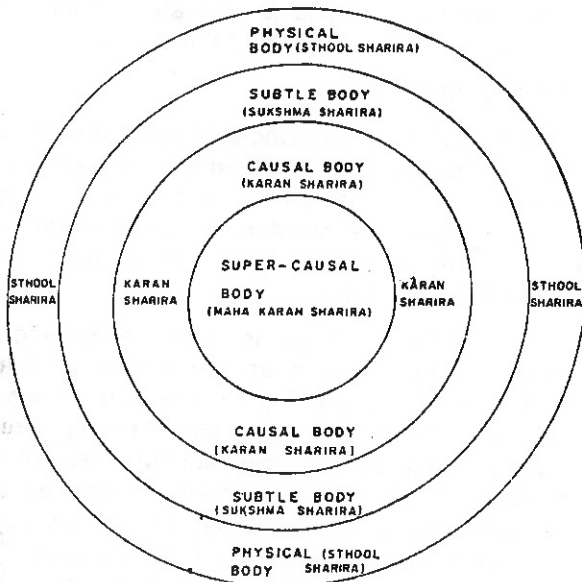 PHYSICAL
BODY (STHOOL SHARIRA)
SUBTLE BODY
(SUKSHMA SHARIRA)
CAUSAL BODY
(KARAN SHARIRA)
SUPER-CAUSAL
BODY
(MAHA KARAN SHARIRA)
STHOOL
SHARIRA
KARAN
SHARIRA
KARAN
SHARIRA
STHOOL
SHARIRA
CAUSAL BODY
[KARAN SHARIRA]
SUBTLE BODY
(SUKSHMA SHARIRA)
PHYSICAL (STHOOL
BODY SHARIRA)